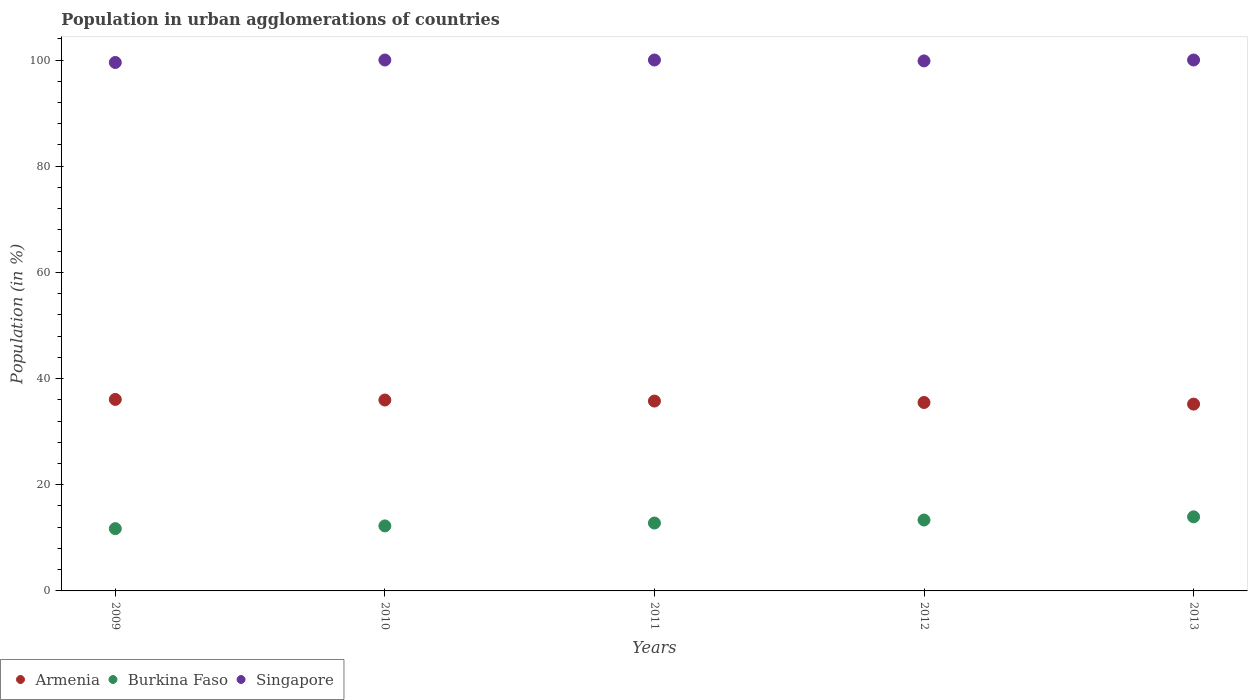 Population in urban agglomerations of countries
Population (in %)
100
80
60
40
20
0
2009
2010
2011
2012
2013
Years
Armenia
Burkina Faso
Singapore